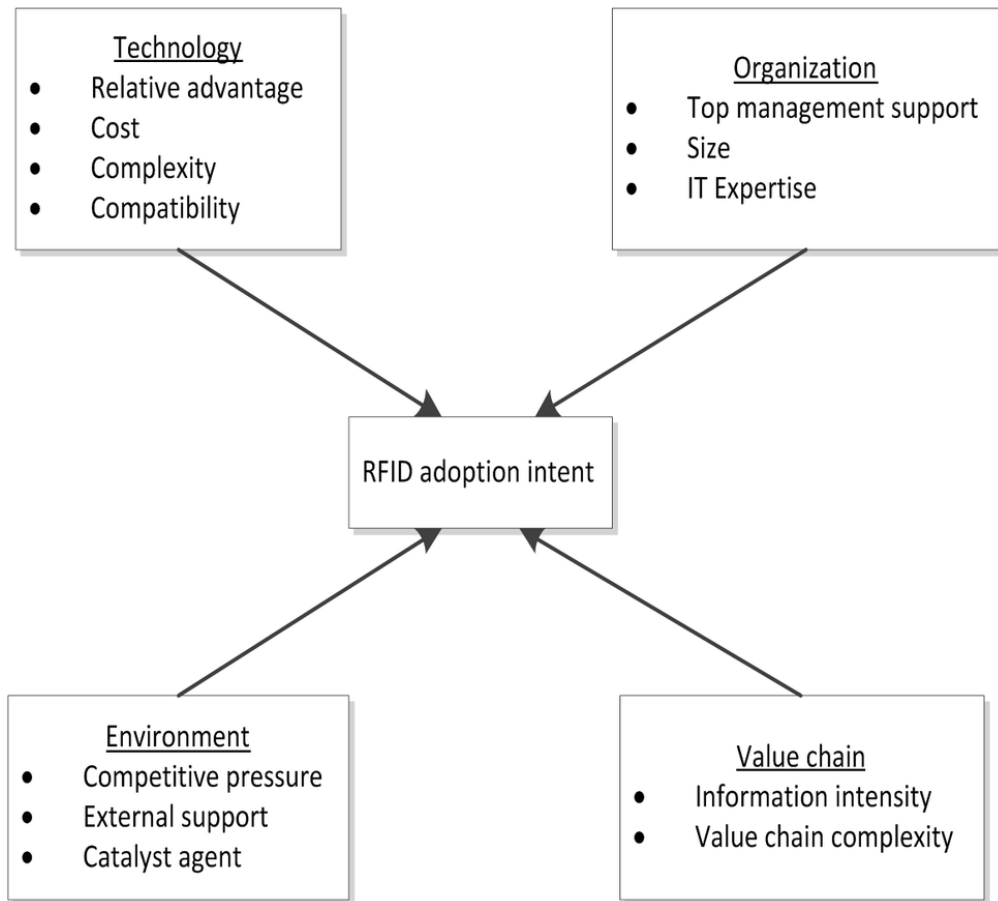 Technology
• Relative advantage
• Cost
• Complexity
• Compatibility
Organization
• Top management support
• Size
• IT Expertise
RFID adoption intent
Environment
• Competitive pressure
• External support
• Catalyst agent
Value chain
• Information intensity
• Value chain complexity